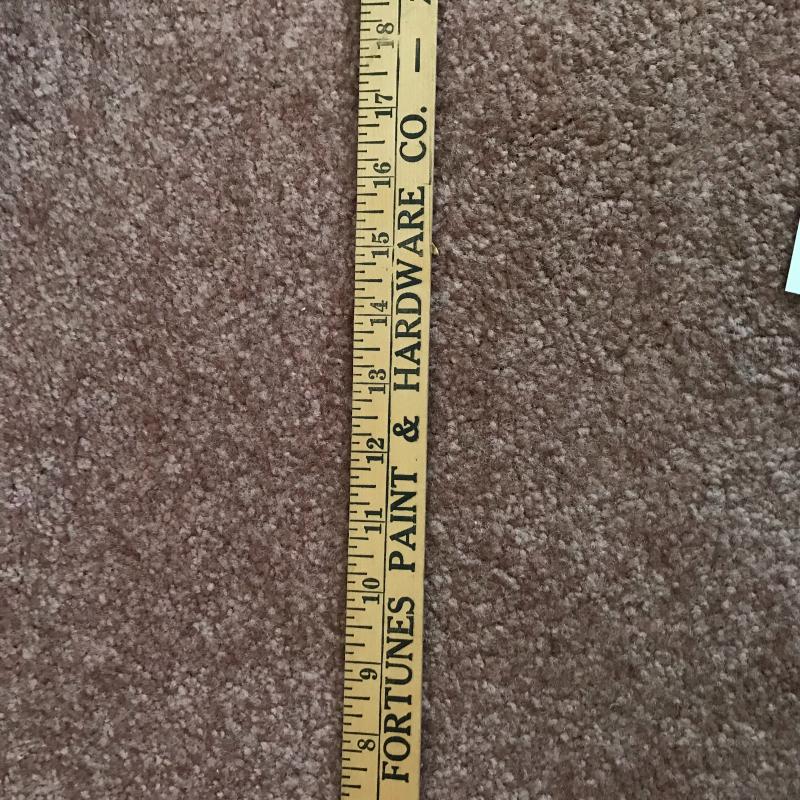 FORTUNES PAINT & HARDWARE CO. —
8 9 10 11 12 13 14 15 16 17 18